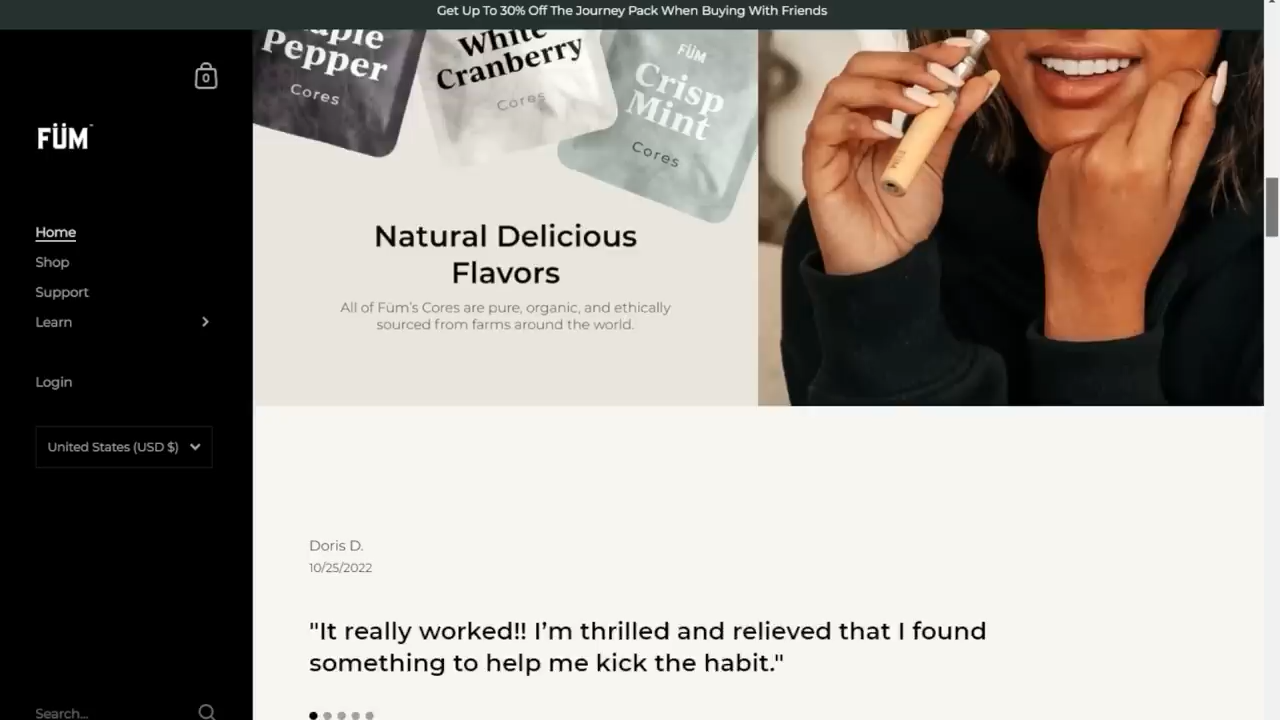 Get Up To 30% Off The Journey Pack When Buying With Friends
0
FÜM
Home
Shop
Support
Learn
Login
United States (USD $)
Search...
Pepper
Cores
White
Cranberry
Cores
FÜM
Crisp
Mint
Cores
Natural Delicious
Flavors
All of Füm's Cores are pure, organic, and ethically
sourced from farms around the world.
Doris D.
10/25/2022
"It really worked!! I'm thrilled and relieved that I found
something to help me kick the habit."